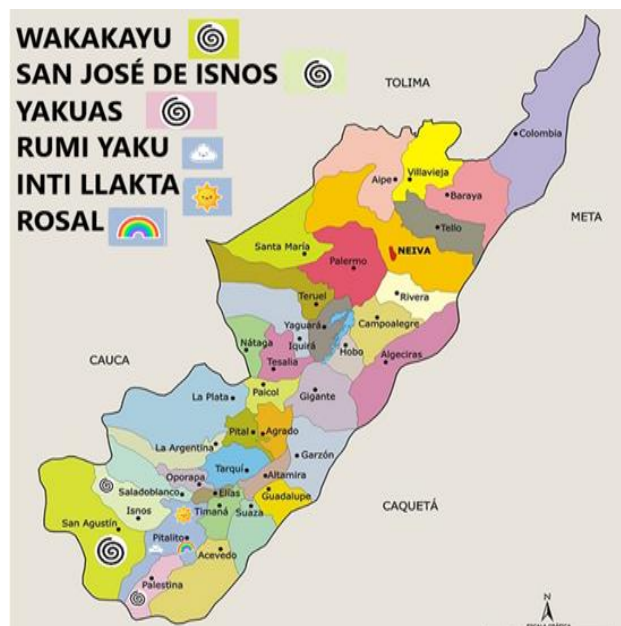 WAKAKAYU
SAN JOSÉ DE ISNOS
YAKUAS
RUMI YAKU
INTI LLAKTA
ROSAL
TOLIMA
Colombia
Aipe
Villavieja
Baraya
META
Tello
Santa María
NEIVA
Palermo
Rivera
Teruel
Campoalegre
Yaguará
Iquirá
Hobo
Nátaga
Algeciras
CAUCA
Tesalia
Paicol
La Plata
Gigante
Pital
Agrado
La Argentina
Garzón
Tarqui
Oporapa
Altamira
Saladoblanco
Elías
Guadalupe
CAQUETÁ
Isnos
Timaná
Suaza
San Agustín
Pitalito
Acevedo
Palestina
N